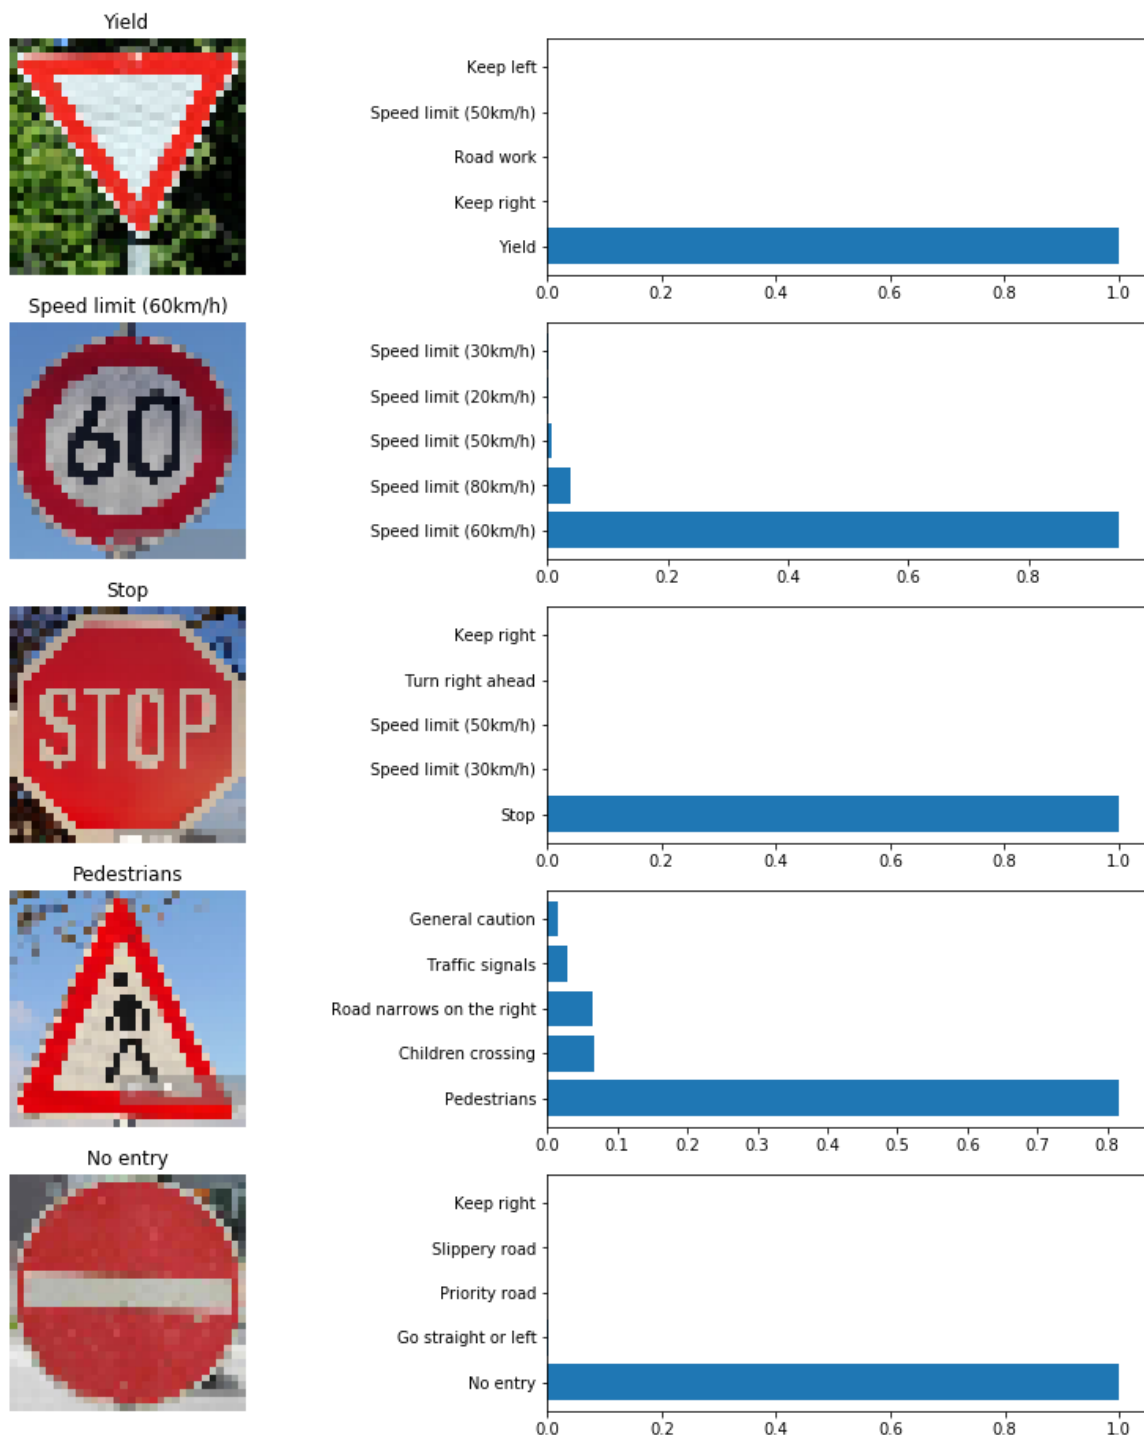 Yield
Keep left
Speed limit (50km/h)
Road work
Keep right
Yield
0.0 0.2 0.4 0.6 0.8 1.0
Speed limit (60km/h)
60
Speed limit (30km/h)
Speed limit (20km/h)
Speed limit (50km/h)
Speed limit (80km/h)
Speed limit (60km/h)
0.0 0.2 0.4 0.6 0.8
Stop
STOP
Keep right
Turn right ahead
Speed limit (50km/h)
Speed limit (30km/h)
Stop
0.0 0.2 0.4 0.6 0.8 1.0
Pedestrians
General caution
Traffic signals
Road narrows on the right
Children crossing
Pedestrians
0.0 0.1 0.2 0.3 0.4 0.5 0.6 0.7 0.8
No entry
Keep right
Slippery road
Priority road
Go straight or left
No entry
0.0 0.2 0.4 0.6 0.8 1.0